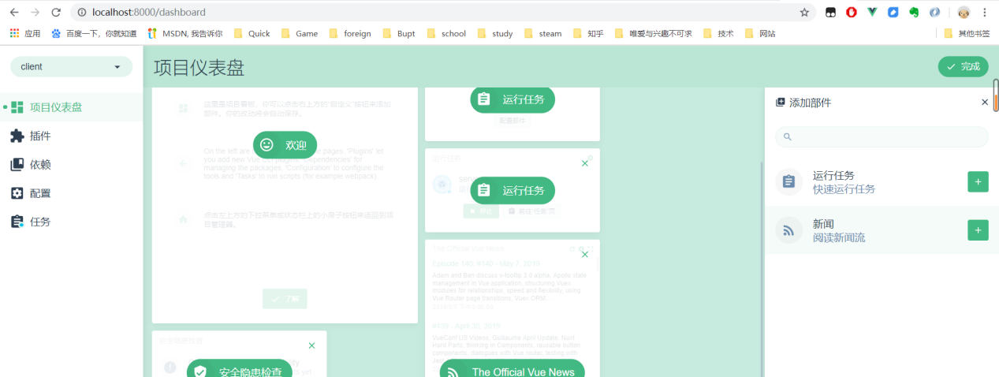 localhost:8000/dashboard
应用
百度一下，你就知道
MSDN, 我告诉你
Quick
Game
foreign
Bupt
school
study
steam
知乎
唯爱与兴趣不可求
技术
网站
其他书签
client
项目仪表盘
完成
项目仪表盘
插件
依赖
配置
任务
这里是项目看板，你可以点击右上方的“自定义”按钮来添加
部件。你的改动将会自动保存。
欢迎
On the left are
pages. 'Plugins' let
you add new Vue CLI plugins, 'Dependencies' for
managing the packages, 'Configuration' to configure the
tools and 'Tasks' to run scripts (for example webpack).
点击左上方的下拉菜单或状态栏上的小房子按钮来返回到项
目管理器。
了解
安全隐患检查
安全隐患检查
运行任务
配置部件
运行任务
运行任务
停止
前往“任务”页
The Official Vue News
Episode 140, #140 - May 7, 2019
Adam and Ben discuss v-tooltip 3.0 alpha, Apollo state
management in Vue application, structuring Vuex
modules for relationships, speed and flexibility, using
Vue Router page transitions, Vuex ORM...
#139 - April 30, 2019
VueConf US Videos, Guillaume April Update, Nuxt
Hard Parts, thinking in Components, reusable button
components, dialogues with Vue router, testing with
The Official Vue News
添加部件
运行任务
快速运行任务
新闻
阅读新闻流